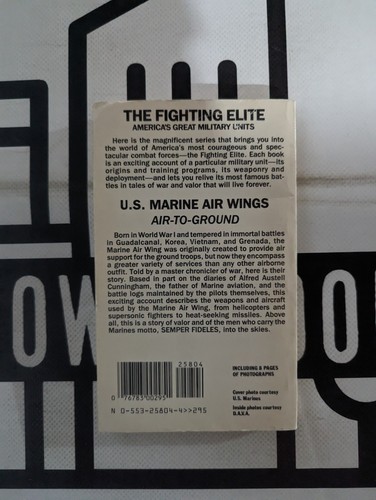 THE FIGHTING ELITE
AMERICA'S GREAT MILITARY UNITS
Here is the magnificent series that brings you into
the world of America's most courageous and spec-
tacular combat forces—the Fighting Elite. Each book
is an exciting account of a particular military unit—its
origins and training programs, its weaponry and
deployment—and lets you relive its most famous bat-
tles in tales of war and valor that will live forever.
U.S. MARINE AIR WINGS
AIR-TO-GROUND
Born in World War I and tempered in immortal battles
in Guadalcanal, Korea, Vietnam, and Grenada, the
Marine Air Wing was originally created to provide air
support for the ground troops, but now they encompass
a greater variety of services than any other airborne
outfit. Told by a master chronicler of war, here is their
story. Based in part on the diaries of Alfred Austell
Cunningham, the father of Marine aviation, and the
battle logs maintained by the pilots themselves, this
exciting account describes the weapons and aircraft
used by the Marine Air Wing, from helicopters and
supersonic fighters to heat-seeking missiles. Above
all, this is a story of valor and of the men who carry the
Marines motto, SEMPER FIDELES, into the skies.
OW
OO
25804
INCLUDING 8 PAGES
OF PHOTOGRAPHS
0 76783 00295
Cover photo courtesy
U.S. Marines
N 0-553-25804-4>>295
Inside photos courtesy
D.A.V.A.